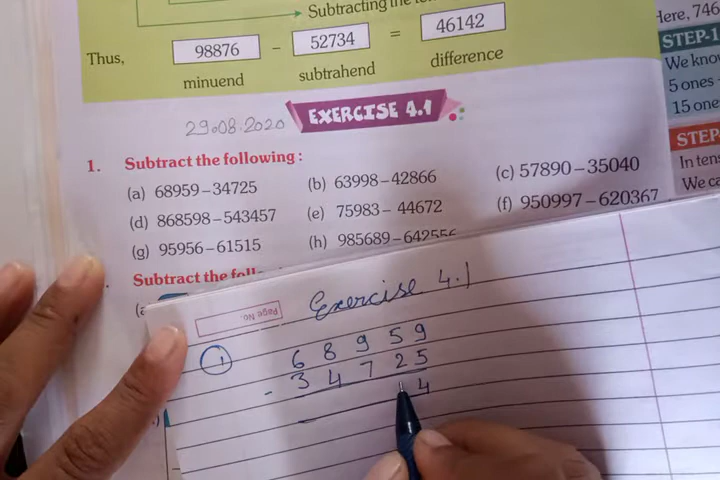 Subtracting the
Thus, 98876 – 52734 = 46142
minuend subtrahend difference
29.08.2020 EXERCISE 4.1
1. Subtract the following :
(a) 68959 – 34725 (b) 63998 – 42866 (c) 57890 – 35040
(d) 868598 – 543457 (e) 75983 – 44672 (f) 950997 – 620367
(g) 95956 – 61515 (h) 985689 – 642556
Subtract the
Here, 746
STEP-1
We know
5 ones
15 one
STEP
In tens
We ca
Page No.
Exercise 4.1
1
6 8 9 5 9
- 3 4 7 2 5
4